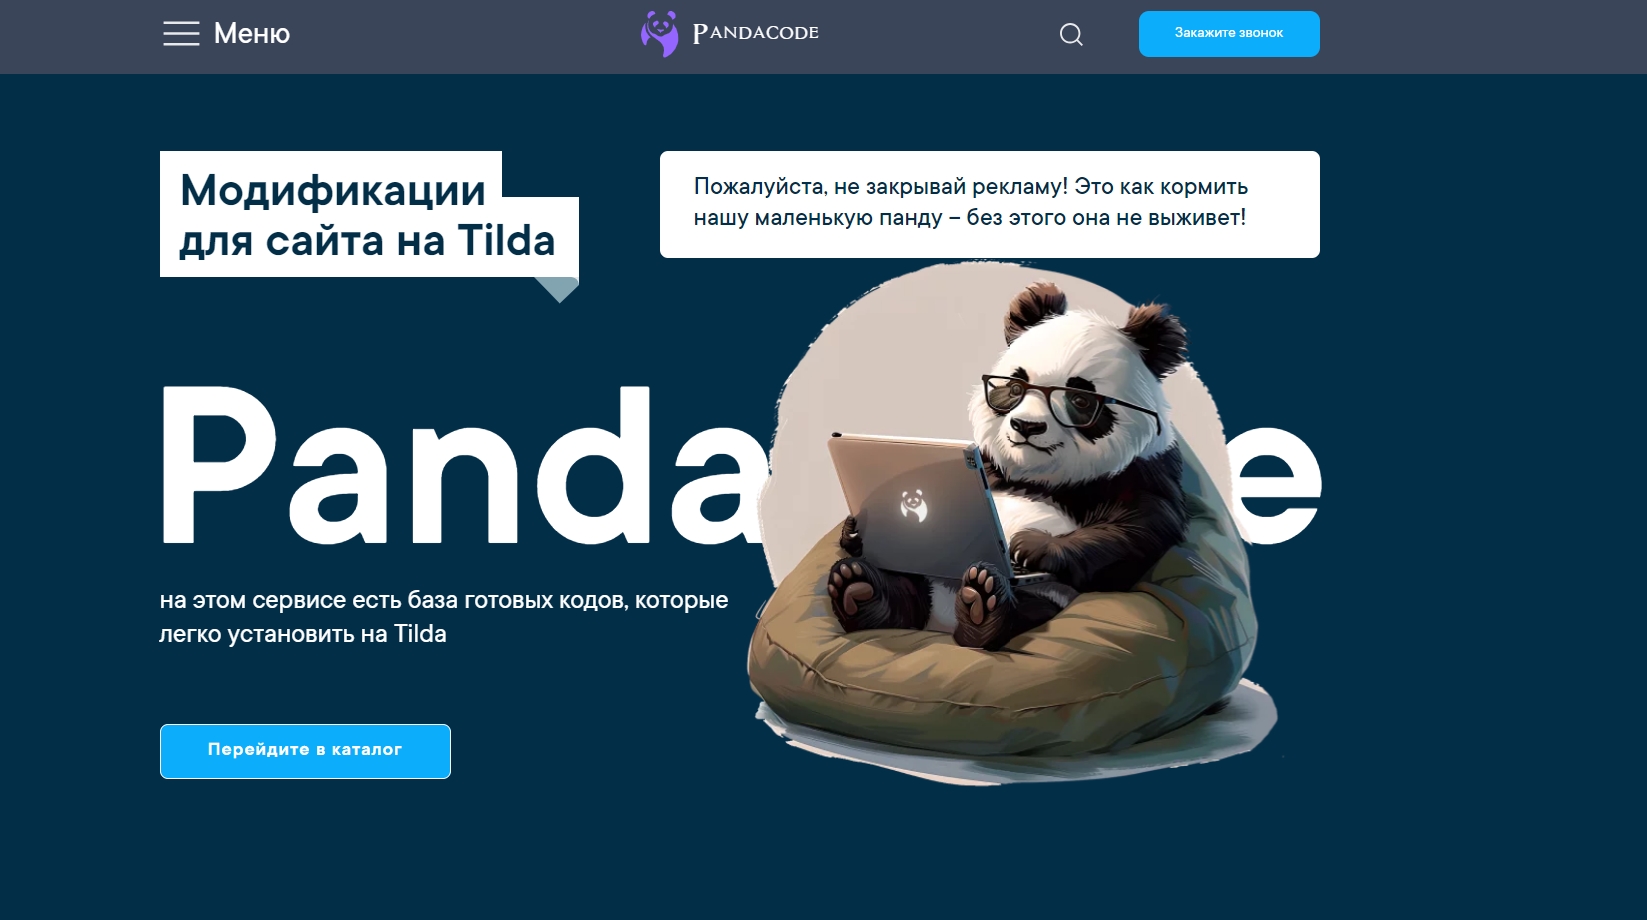 Меню
PANDACODE
Закажите звонок
Модификации
для сайта на Tilda
Пожалуйста, не закрывай рекламу! Это как кормить
нашу маленькую панду – без этого она не выживет!
Panda e
на этом сервисе есть база готовых кодов, которые
легко установить на Tilda
Перейдите в каталог